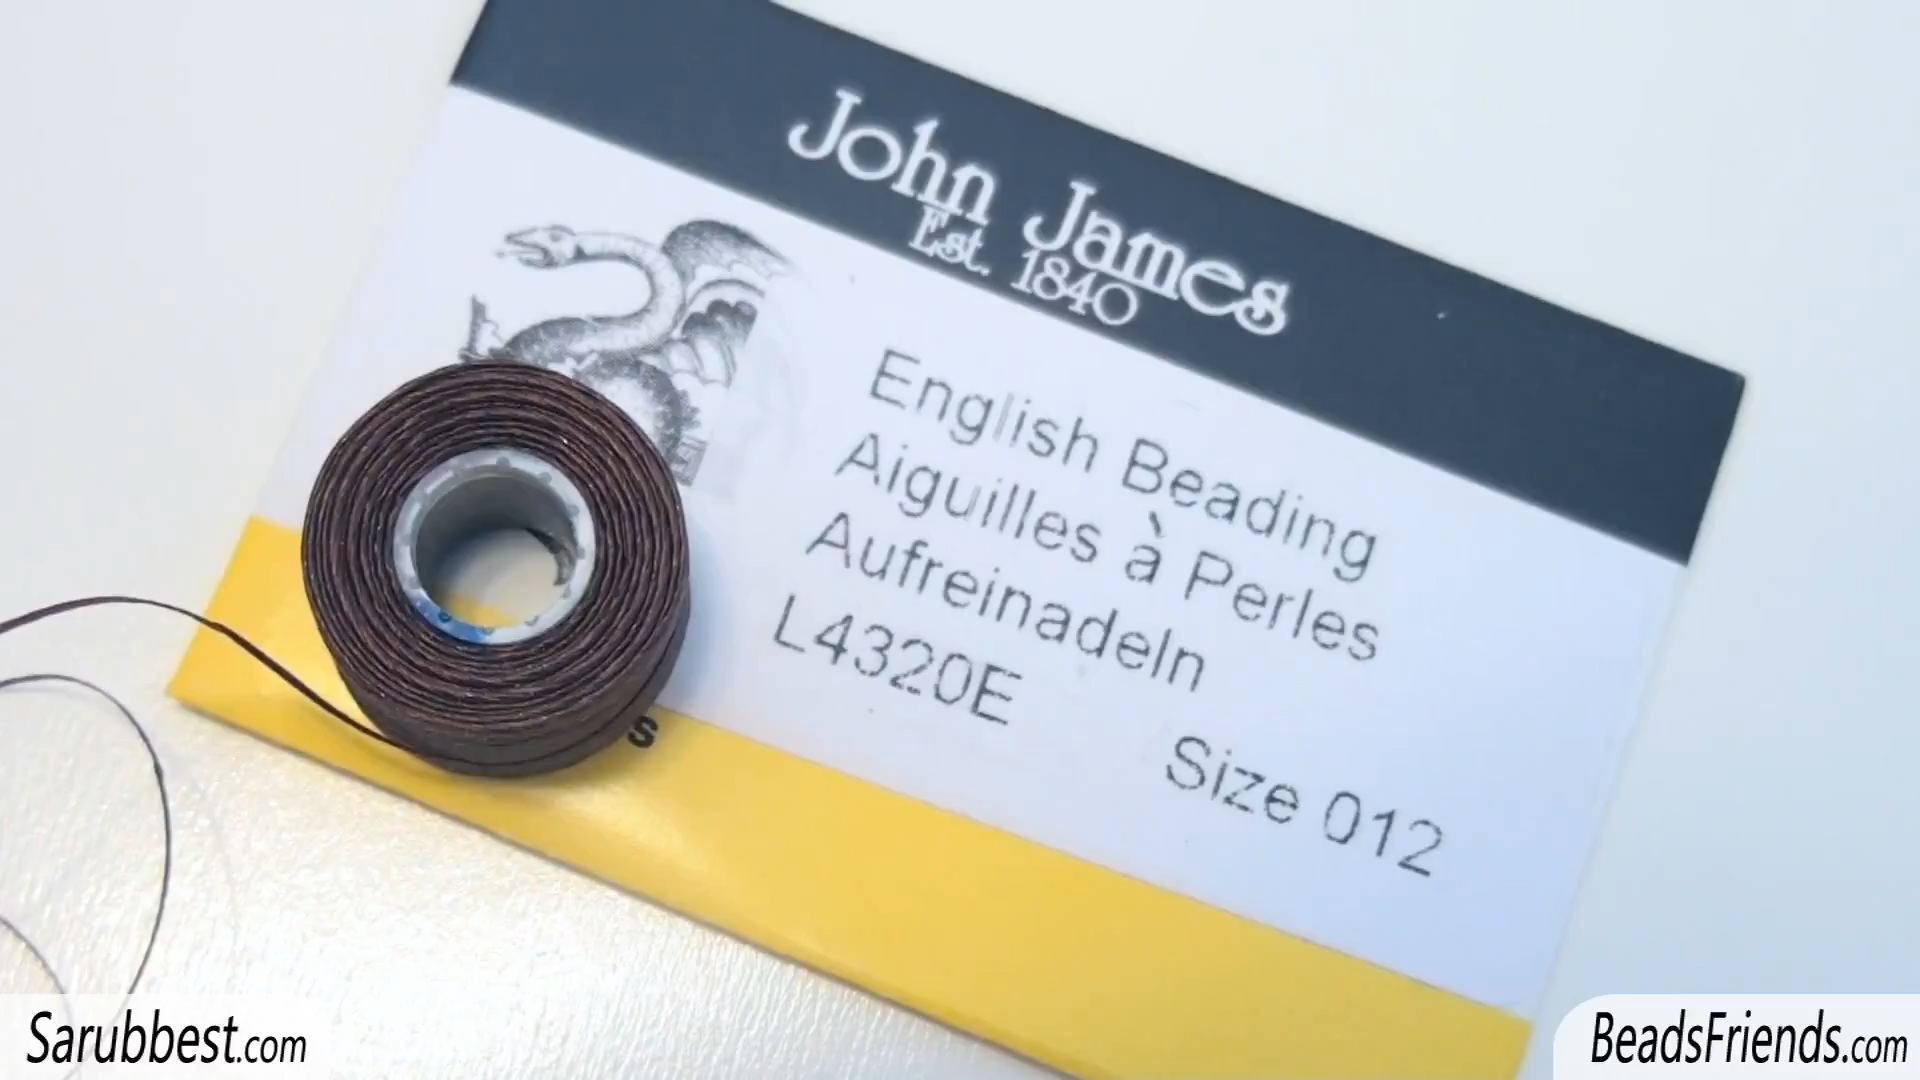 John James
Est. 1840
English Beading
Aiguilles à Perles
Aufreinadeln
L4320E
Size 012
s
Sarubbest.com
BeadsFriends.com